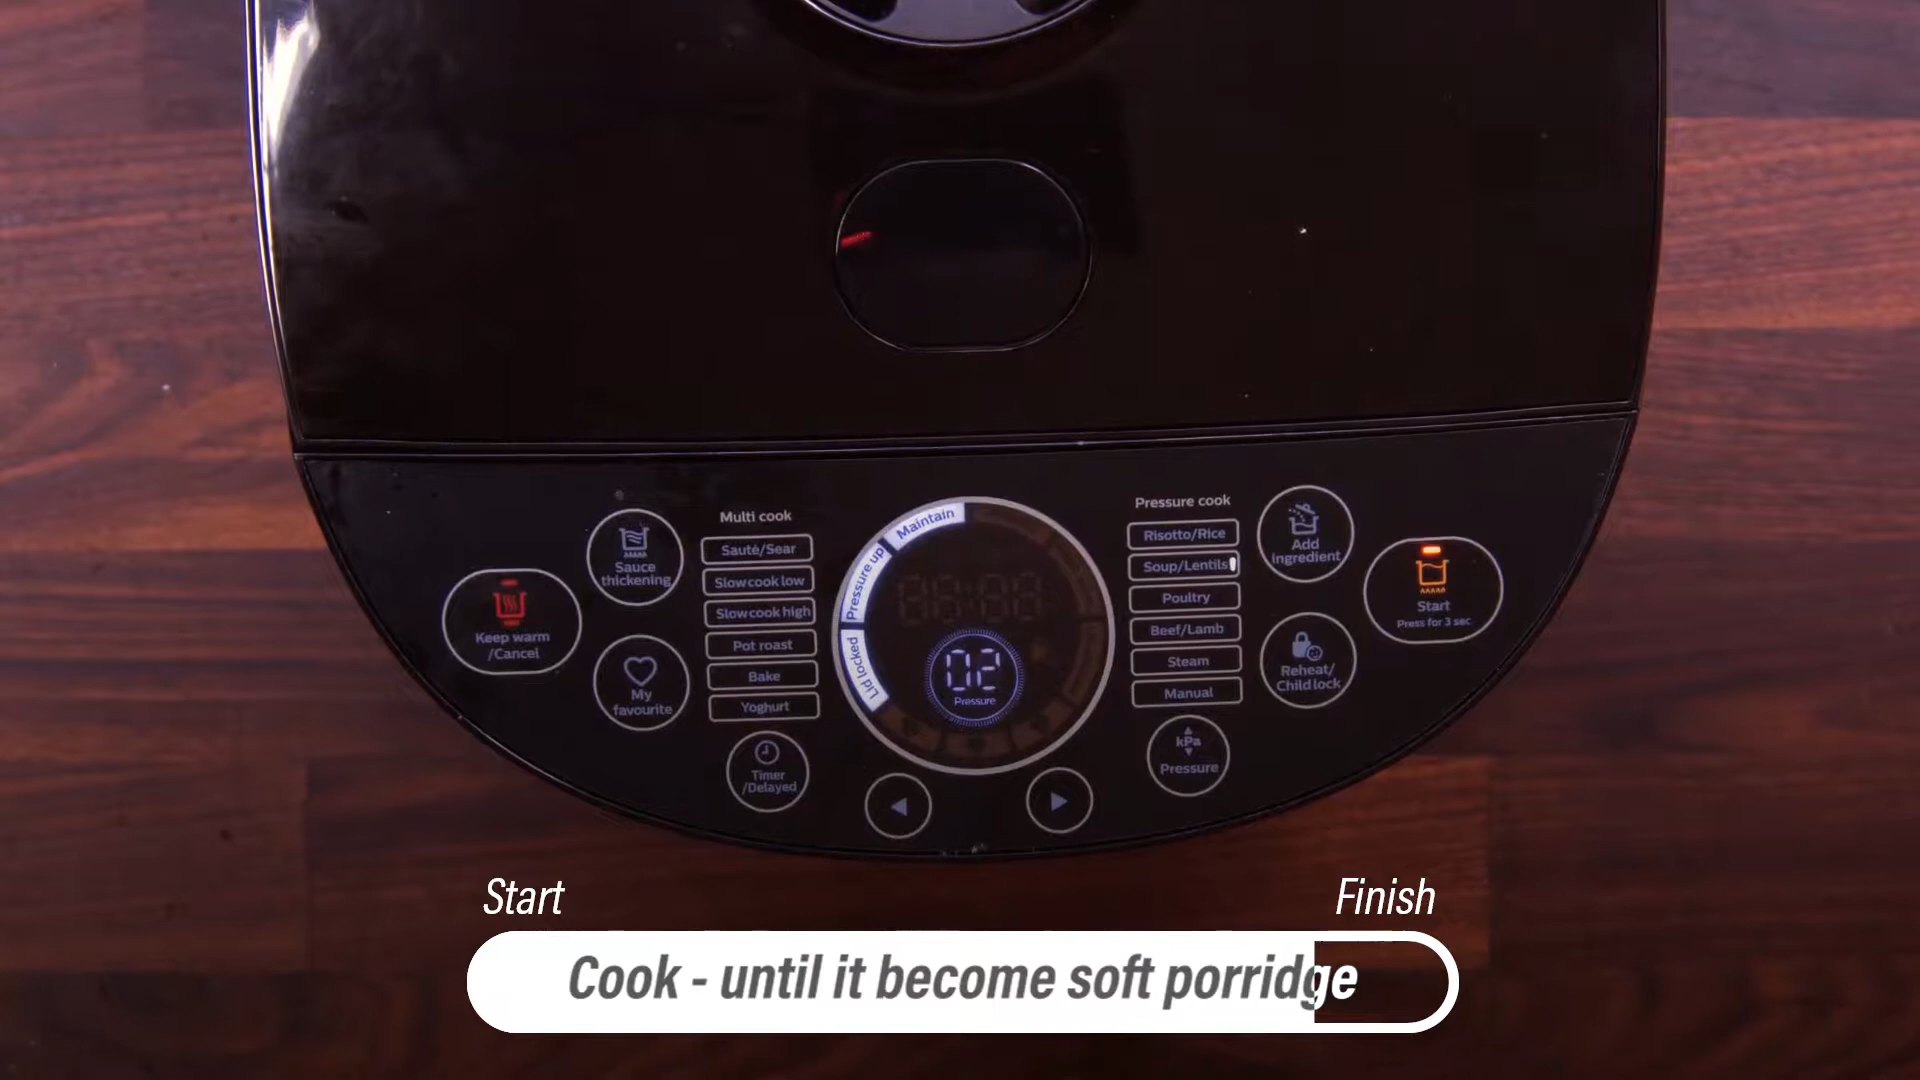 Multi cook
Sauté/Sear
Slow cook low
Slow cook high
Pot roast
Bake
Yoghurt
Sauce
thickening
Keep warm
/Cancel
My
favourite
Timer
/Delayed
Maintain
Pressure up
Lid locked
02
Pressure
Pressure cook
Risotto/Rice
Soup/Lentils
Poultry
Beef/Lamb
Steam
Manual
kPa
Pressure
Add
ingredient
Reheat/
Child lock
Start
Press for 3 sec
Start
Finish
Cook - until it become soft porridge